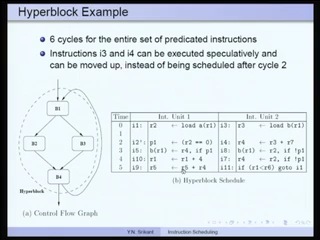 Hyperblock Example
6 cycles for the entire set of predicated instructions
Instructions i3 and i4 can be executed speculatively and
can be moved up, instead of being scheduled after cycle 2
B1
B2
B3
B4
Hyperblock
(a) Control Flow Graph
Time Int. Unit 1 Int. Unit 2
0 i1: r2 ← load a(r1) i3: r3 ← load b(r1)
1
2 i2': p1 ← (r2 == 0) i4: r4 ← r3 + r7
3 i5: b(r1) ← r4, if p1 i8: b(r1) ← r2, if !p1
4 i10: r1 ← r1 + 4 i7: r4 ← r2, if !p1
5 i9: r5 ← r5 + r4 i11: if (r1<r6) goto i1
(b) Hyperblock Schedule
Y.N. Srikant Instruction Scheduling